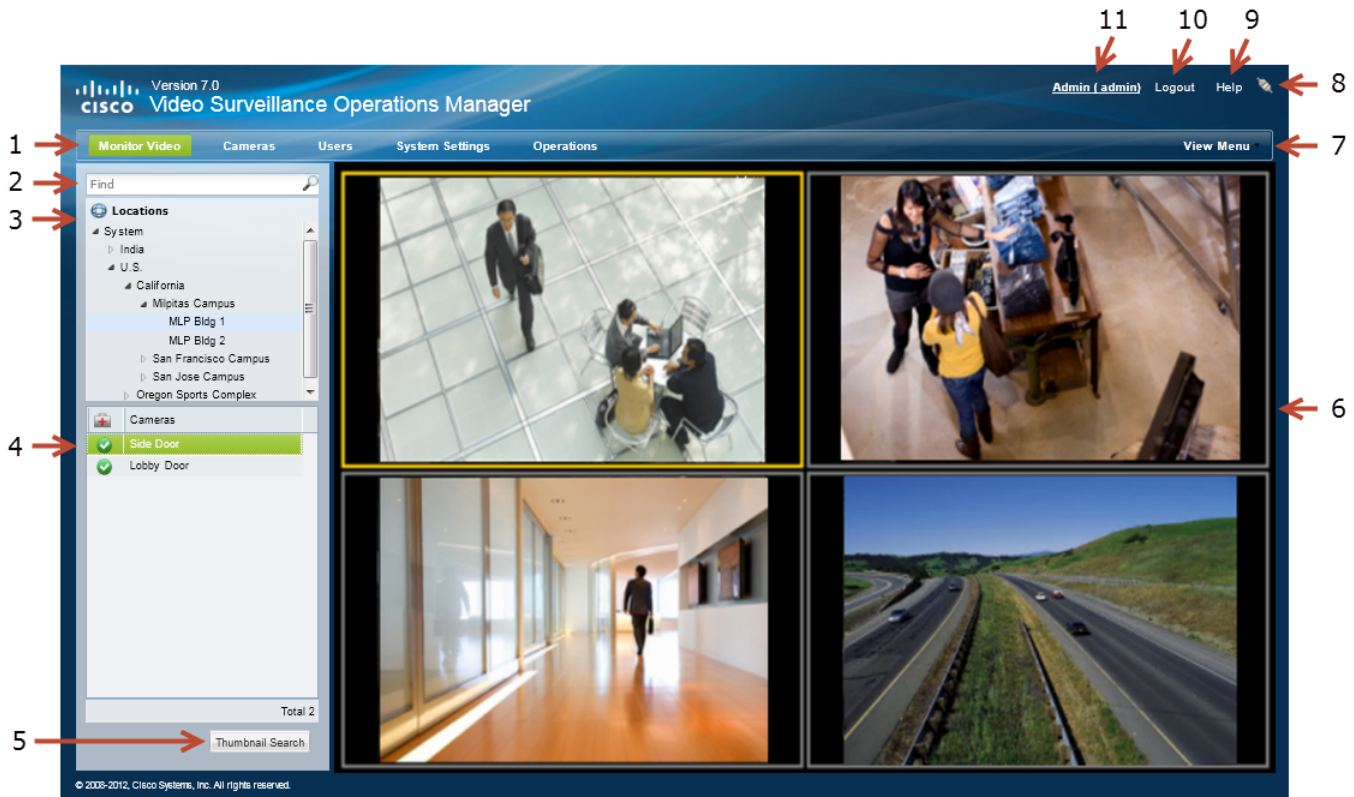 11 10 9
Version 7.0
CISCO Video Surveillance Operations Manager
Admin ( admin) Logout Help
8
1
Monitor Video Cameras Users System Settings Operations View Menu
7
2
Find
3
Locations
System
India
U.S.
California
Milpitas Campus
MLP Bldg 1
MLP Bldg 2
San Francisco Campus
San Jose Campus
Oregon Sports Complex
6
Cameras
4
Side Door
Lobby Door
Total 2
5
Thumbnail Search
© 2008-2012, Cisco Systems, Inc. All rights reserved.